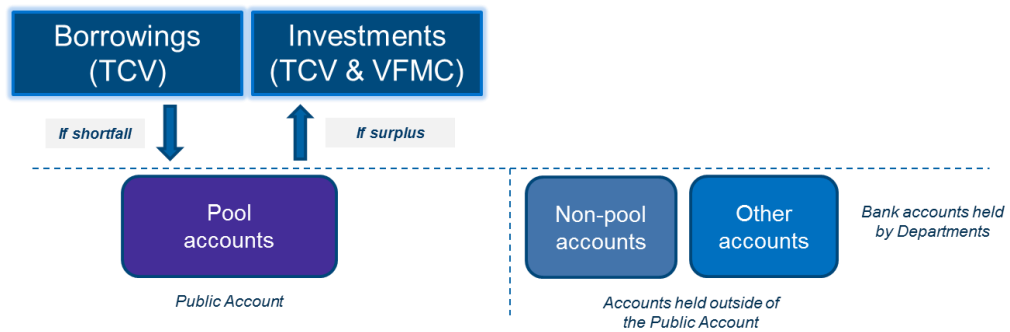 Borrowings
(TCV)
Investments
(TCV & VFMC)
If shortfall
If surplus
Pool
accounts
Non-pool
accounts
Other
accounts
Bank accounts held
by Departments
Public Account
Accounts held outside of
the Public Account